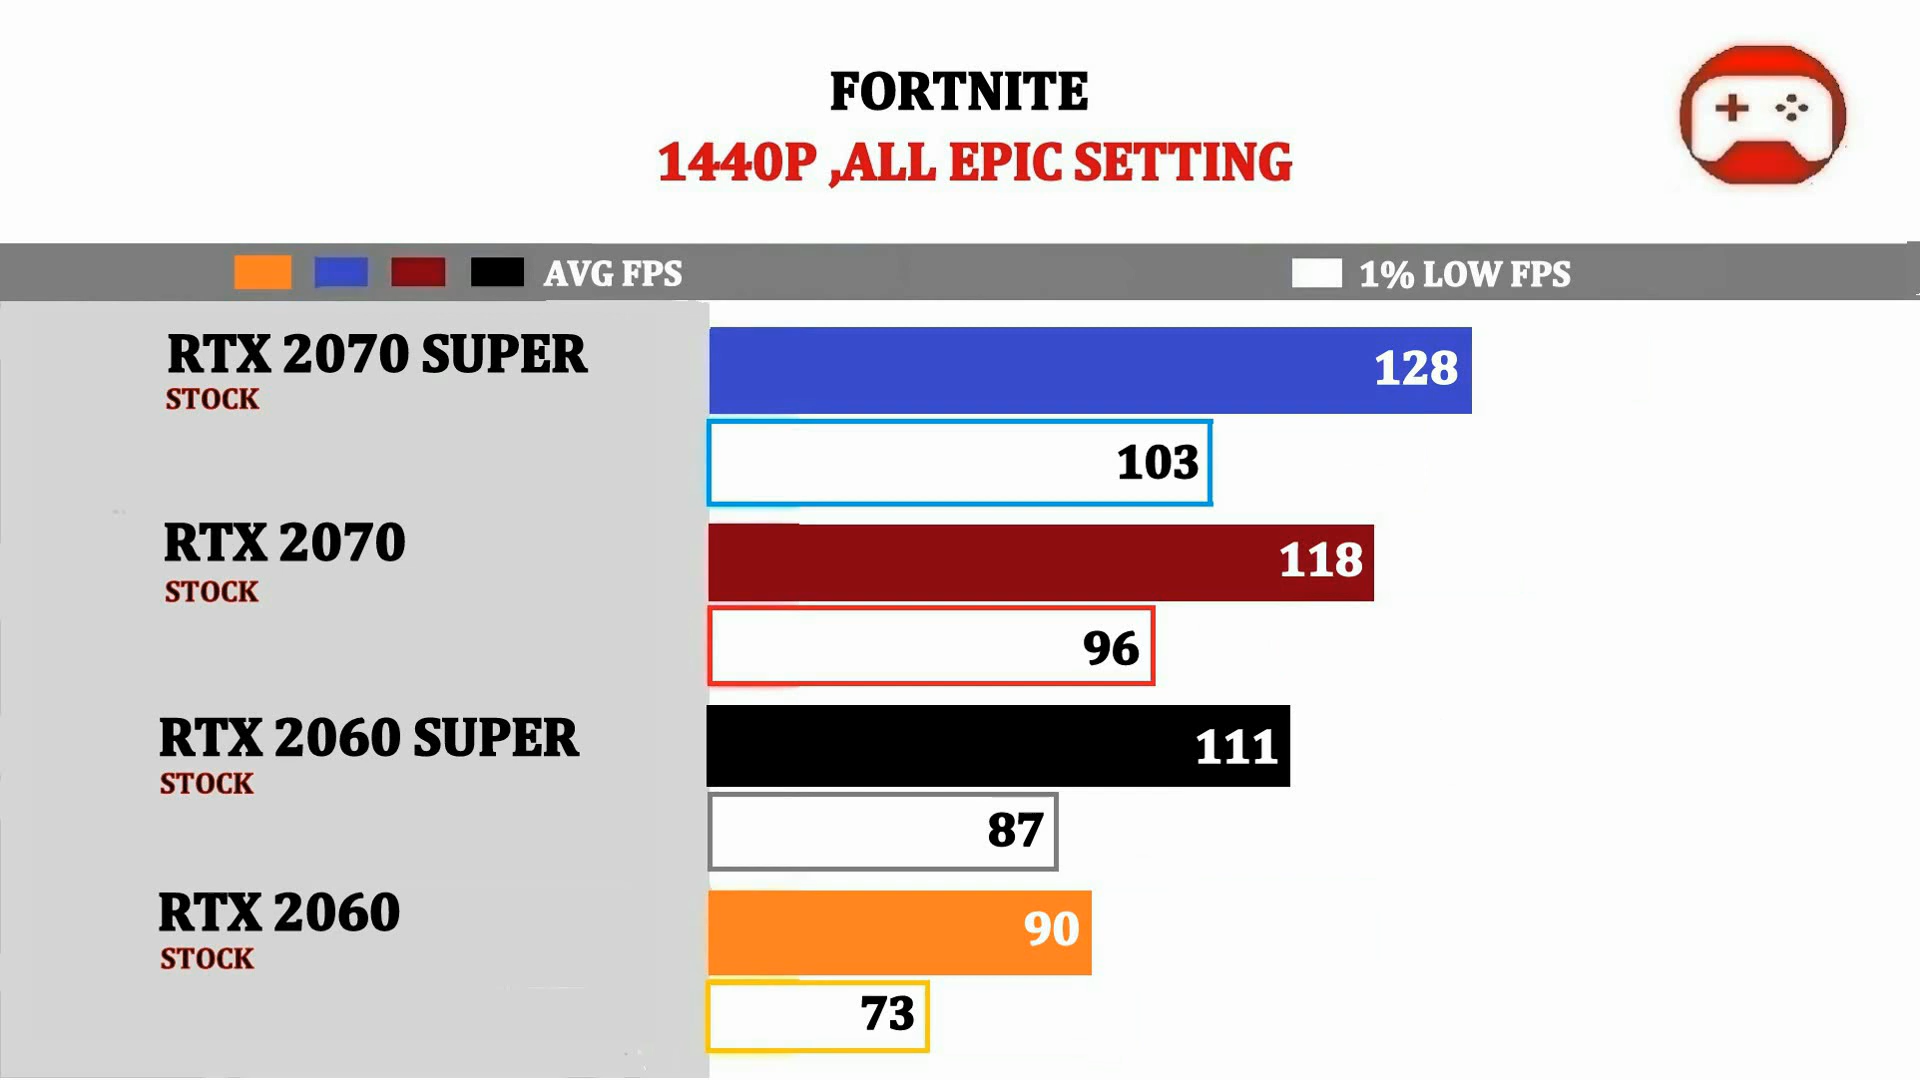 FORTNITE
1440P ,ALL EPIC SETTING
AVG FPS
1% LOW FPS
RTX 2070 SUPER
STOCK
128
103
RTX 2070
STOCK
118
96
RTX 2060 SUPER
STOCK
111
87
RTX 2060
STOCK
90
73